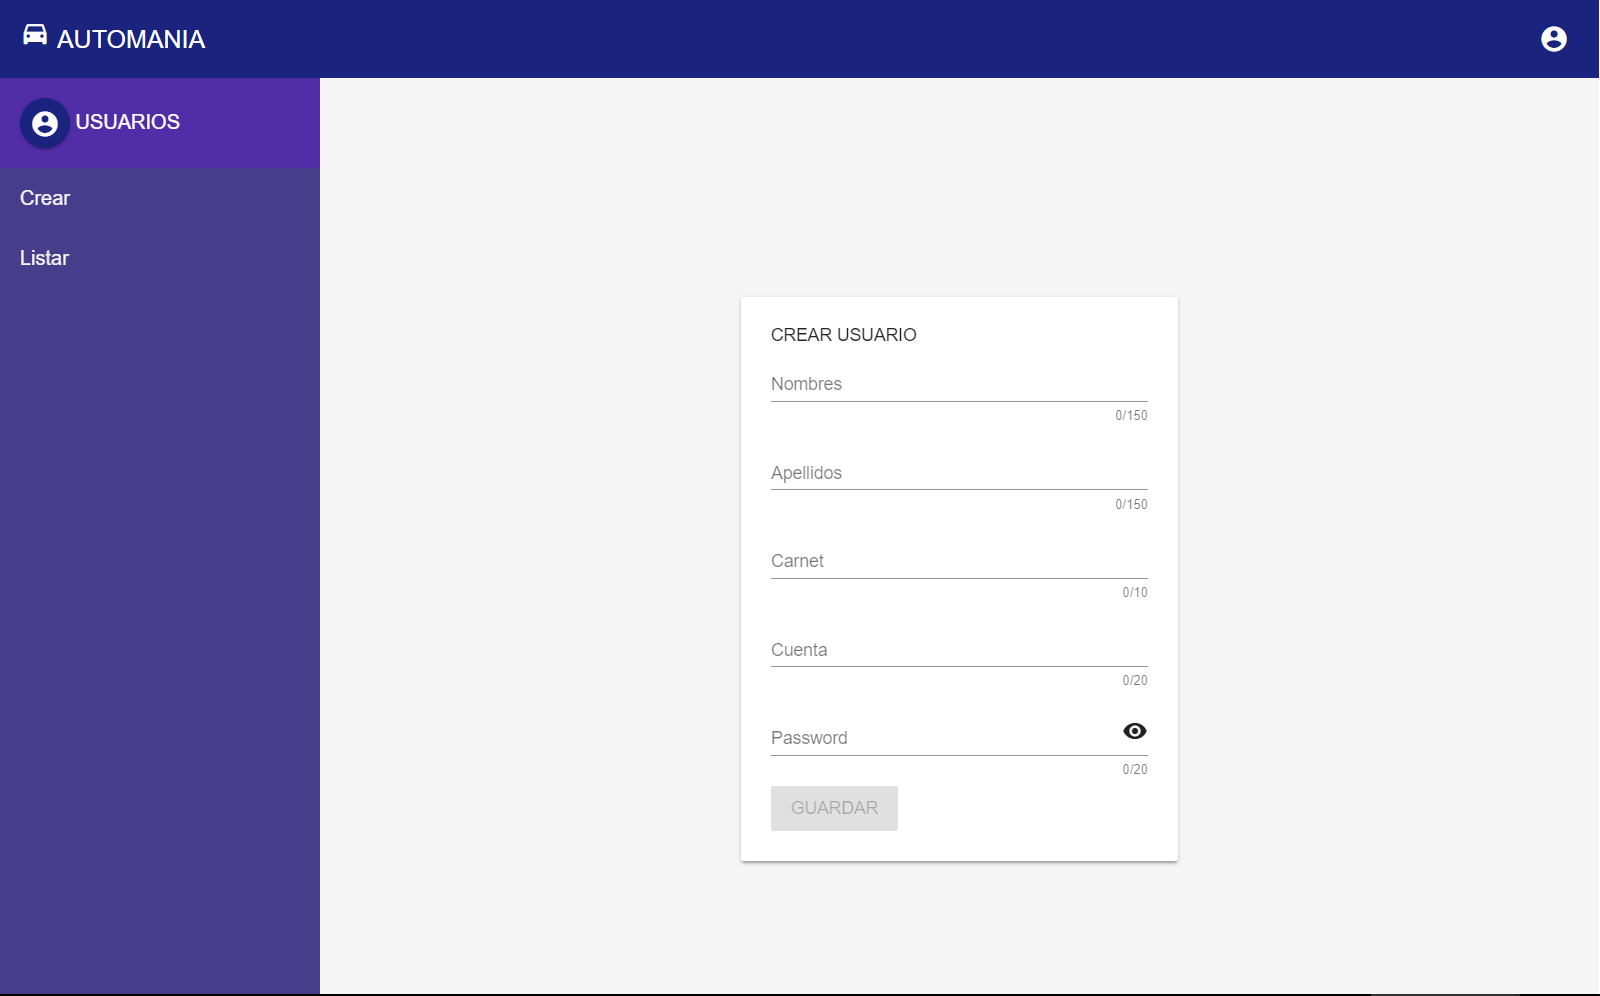 AUTOMANIA
USUARIOS
Crear
Listar
CREAR USUARIO
Nombres
0/150
Apellidos
0/150
Carnet
0/10
Cuenta
0/20
Password
0/20
GUARDAR